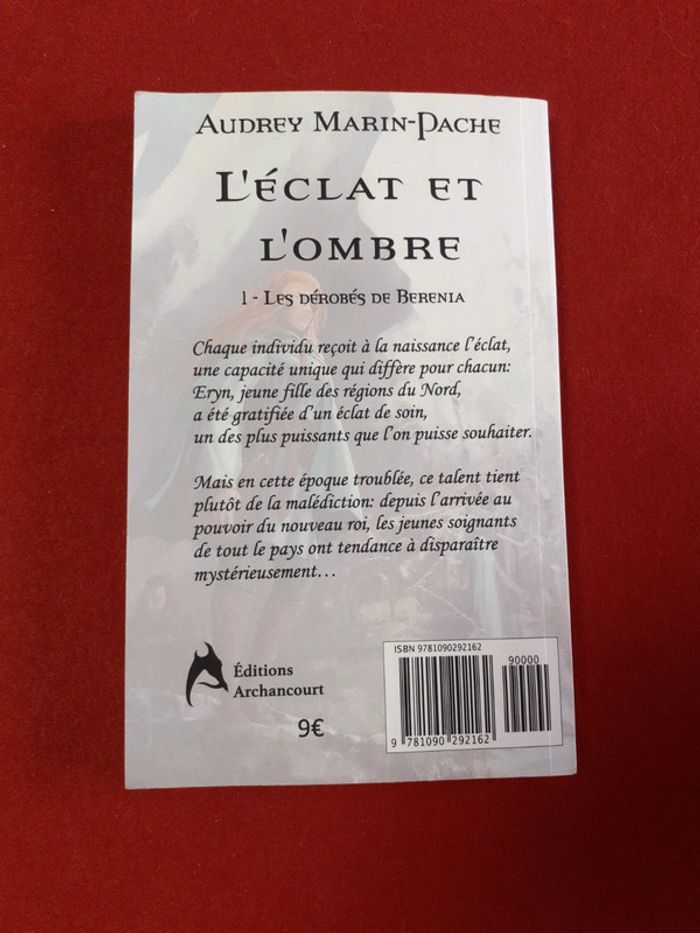 Audrey Marin-Pache
L'éclat et
l'ombre
1 - Les dérobés de Berenia
Chaque individu reçoit à la naissance l'éclat,
une capacité unique qui diffère pour chacun:
Eryn, jeune fille des régions du Nord,
a été gratifiée d'un éclat de soin,
un des plus puissants que l'on puisse souhaiter.
Mais en cette époque troublée, ce talent tient
plutôt de la malédiction: depuis l'arrivée au
pouvoir du nouveau roi, les jeunes soignants
de tout le pays ont tendance à disparaître
mystérieusement...
Éditions
Archancourt
9€
ISBN 9781090292162
90000
9 781090 292162